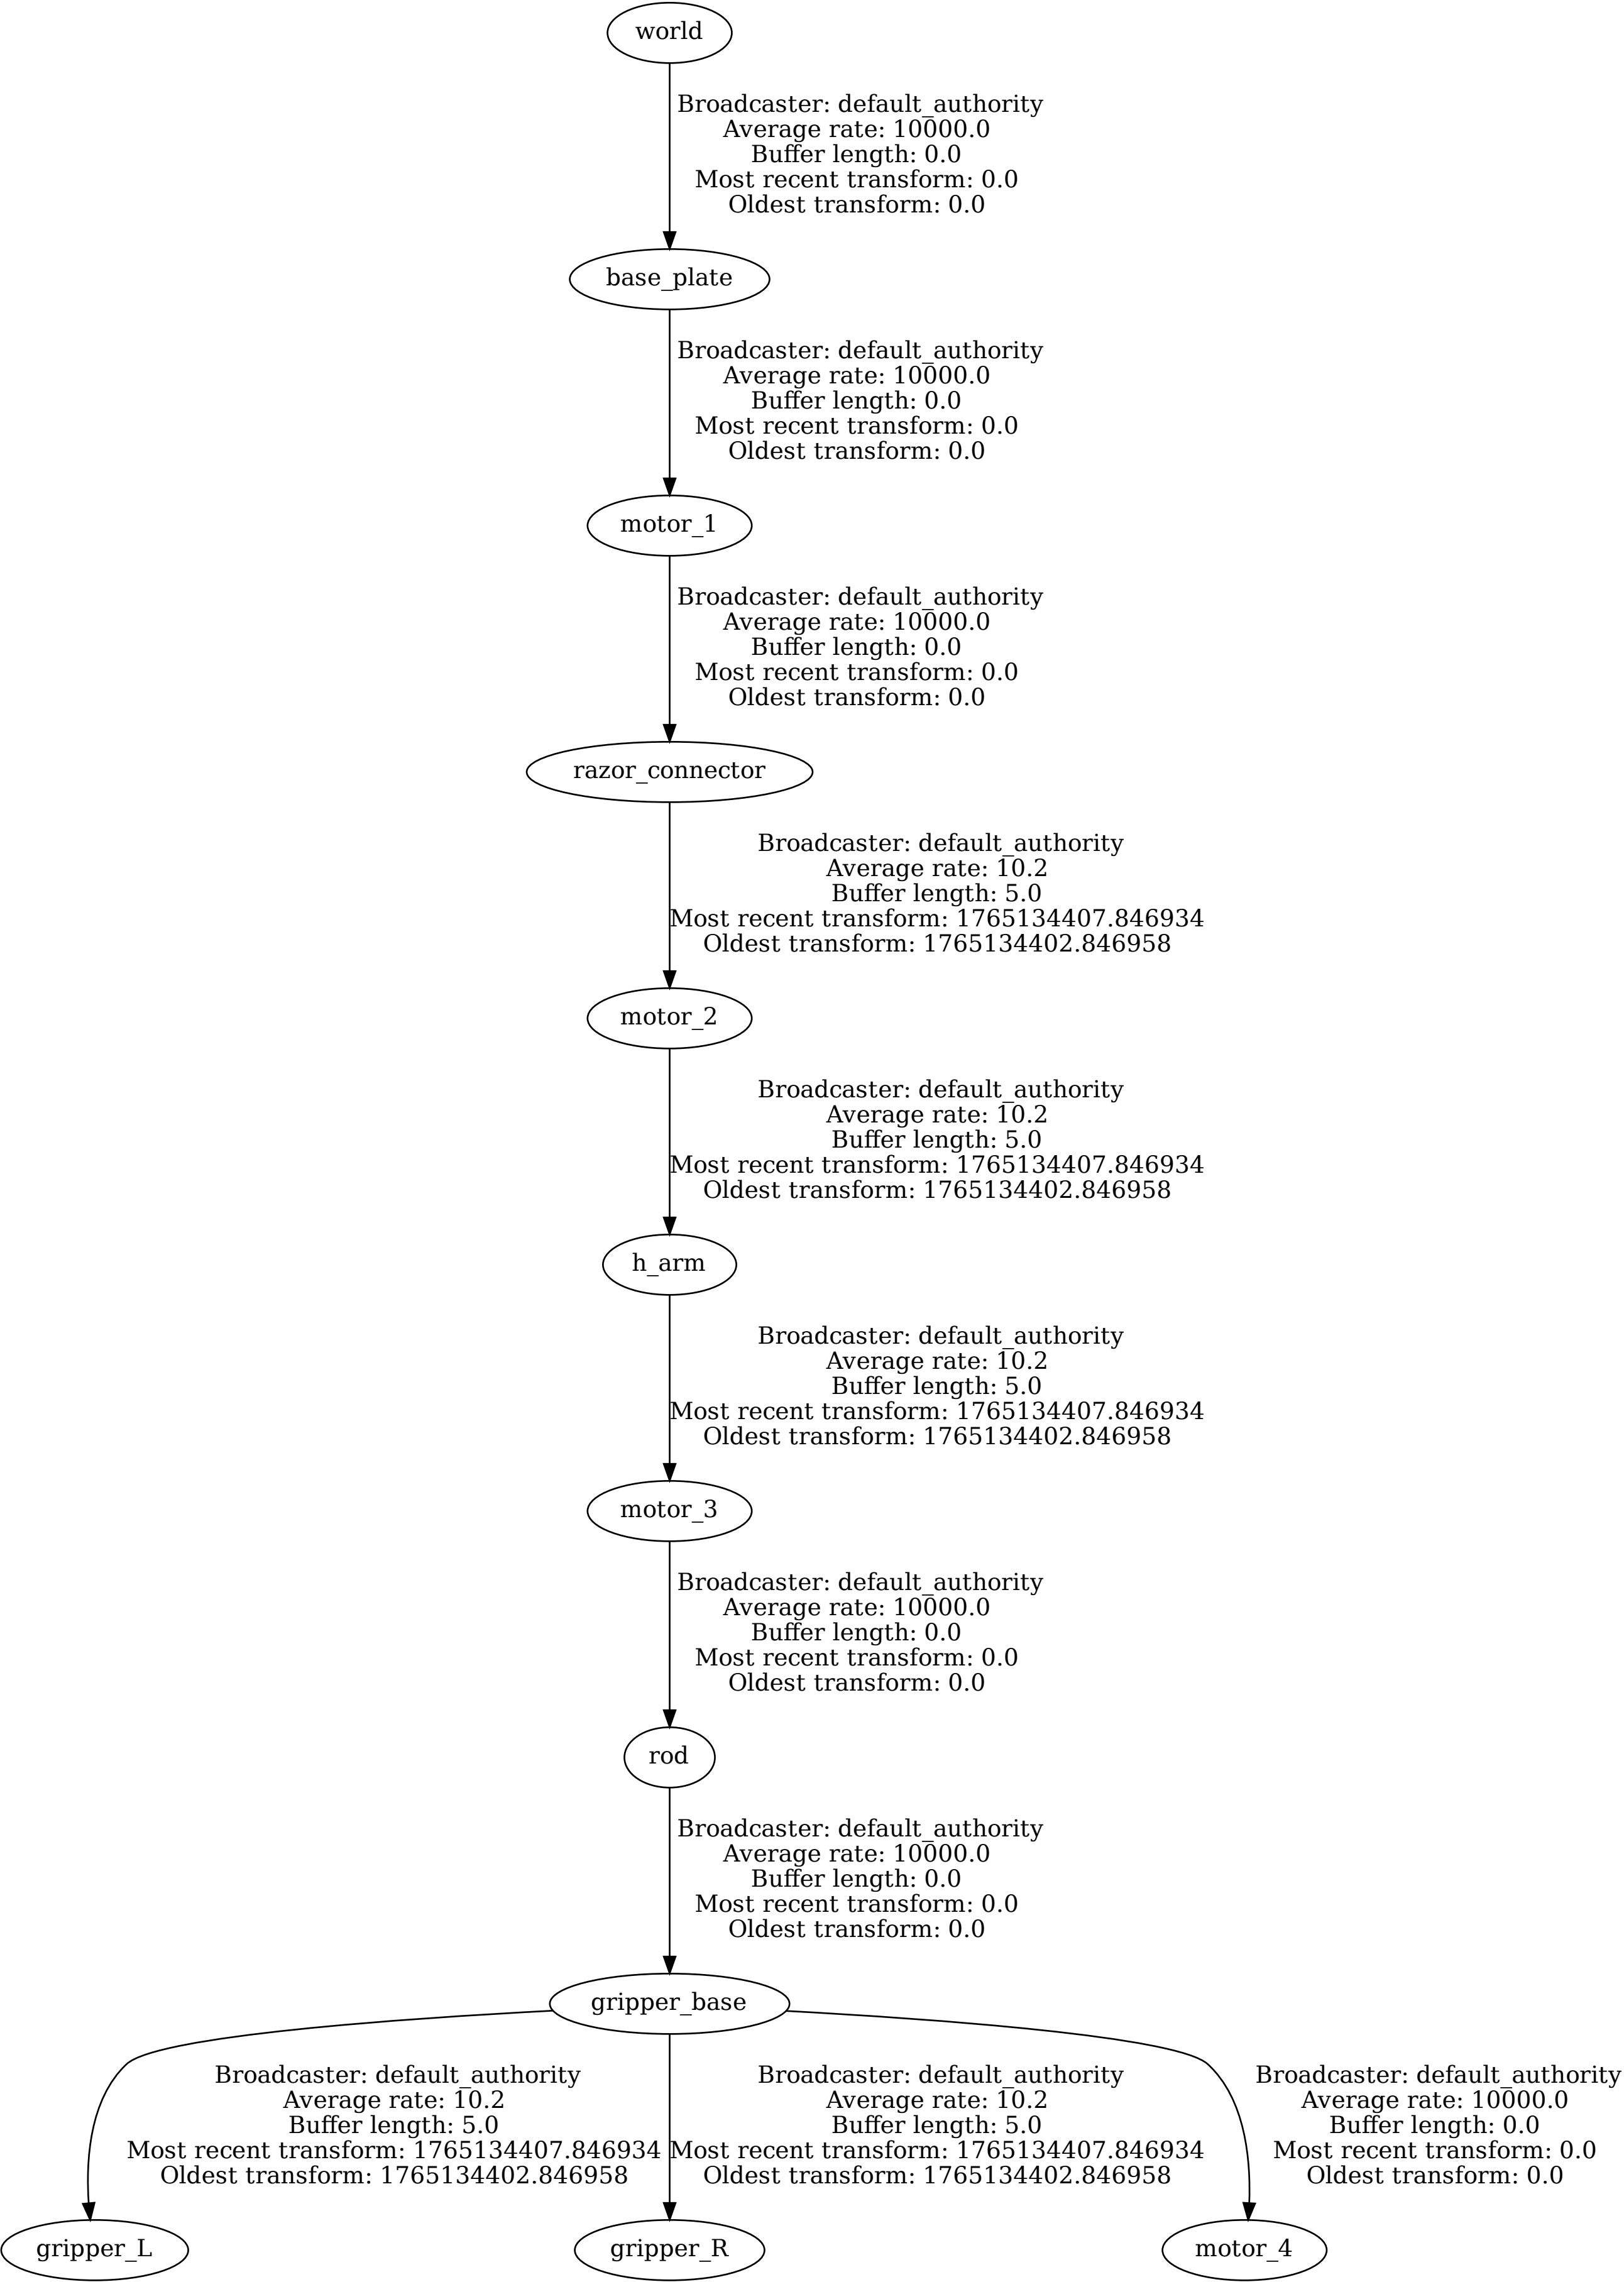 world
Broadcaster: default_authority
Average rate: 10000.0
Buffer length: 0.0
Most recent transform: 0.0
Oldest transform: 0.0
base_plate
Broadcaster: default_authority
Average rate: 10000.0
Buffer length: 0.0
Most recent transform: 0.0
Oldest transform: 0.0
motor_1
Broadcaster: default_authority
Average rate: 10000.0
Buffer length: 0.0
Most recent transform: 0.0
Oldest transform: 0.0
razor_connector
Broadcaster: default_authority
Average rate: 10.2
Buffer length: 5.0
Most recent transform: 1765134407.846934
Oldest transform: 1765134402.846958
motor_2
Broadcaster: default_authority
Average rate: 10.2
Buffer length: 5.0
Most recent transform: 1765134407.846934
Oldest transform: 1765134402.846958
h_arm
Broadcaster: default_authority
Average rate: 10.2
Buffer length: 5.0
Most recent transform: 1765134407.846934
Oldest transform: 1765134402.846958
motor_3
Broadcaster: default_authority
Average rate: 10000.0
Buffer length: 0.0
Most recent transform: 0.0
Oldest transform: 0.0
rod
Broadcaster: default_authority
Average rate: 10000.0
Buffer length: 0.0
Most recent transform: 0.0
Oldest transform: 0.0
gripper_base
Broadcaster: default_authority
Average rate: 10.2
Buffer length: 5.0
Most recent transform: 1765134407.846934
Oldest transform: 1765134402.846958
Broadcaster: default_authority
Average rate: 10.2
Buffer length: 5.0
Most recent transform: 1765134407.846934
Oldest transform: 1765134402.846958
Broadcaster: default_authority
Average rate: 10000.0
Buffer length: 0.0
Most recent transform: 0.0
Oldest transform: 0.0
gripper_L
gripper_R
motor_4